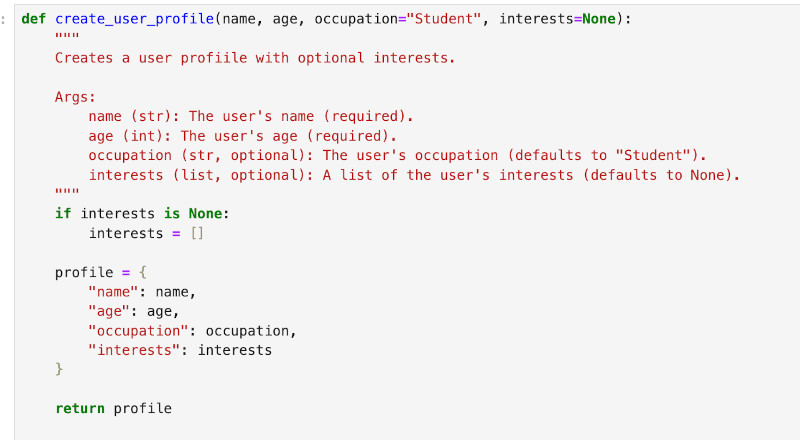 def create_user_profile(name, age, occupation="Student", interests=None):
    """
    Creates a user profiile with optional interests.

    Args:
        name (str): The user's name (required).
        age (int): The user's age (required).
        occupation (str, optional): The user's occupation (defaults to "Student").
        interests (list, optional): A list of the user's interests (defaults to None).
    """
    if interests is None:
        interests = []

    profile = {
        "name": name,
        "age": age,
        "occupation": occupation,
        "interests": interests
    }

    return profile